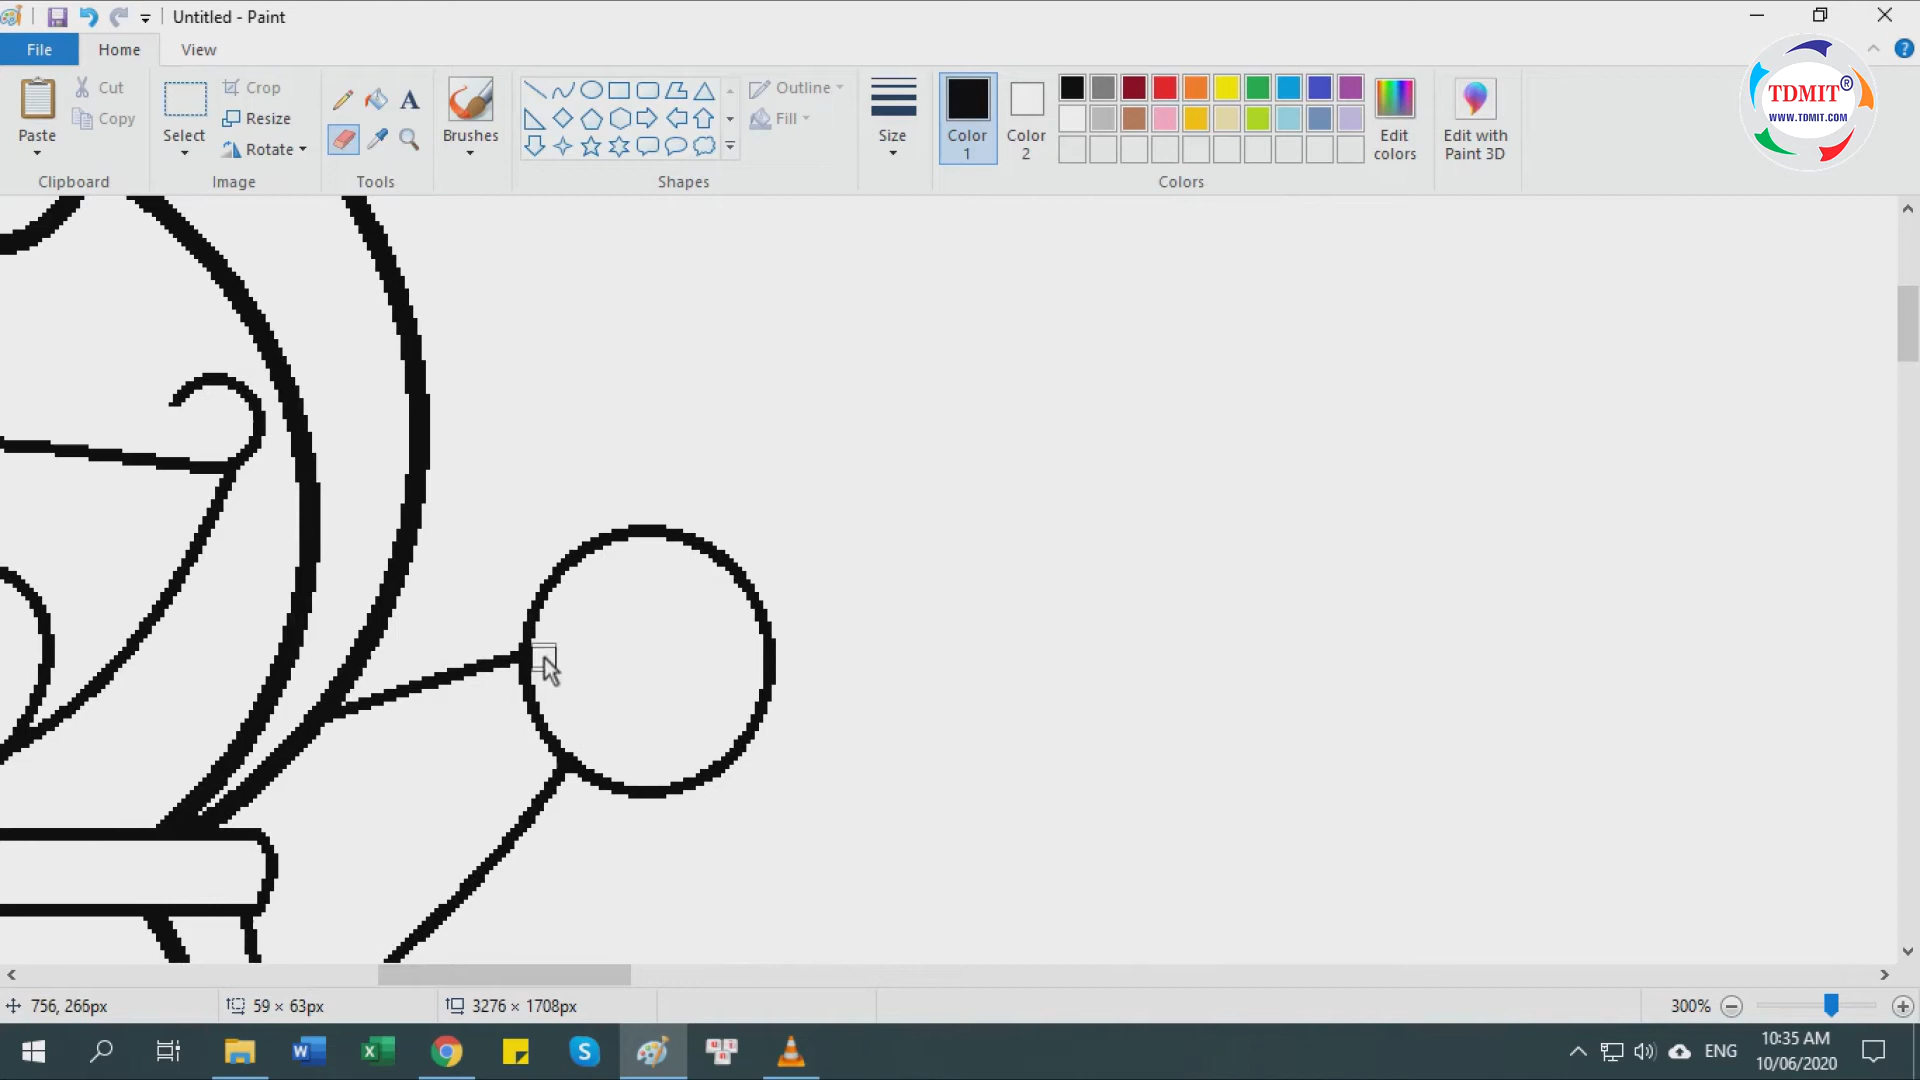 Untitled - Paint
File
Home
View
Paste
Cut
Copy
Clipboard
Select
Crop
Resize
Rotate
Image
A
Tools
Brushes
Shapes
Outline
Fill
Size
Color 1
Color 2
Edit colors
Colors
Edit with Paint 3D
TDMIT®
WWW.TDMIT.COM
756, 266px
59 × 63px
3276 × 1708px
300%
ENG
10:35 AM
10/06/2020